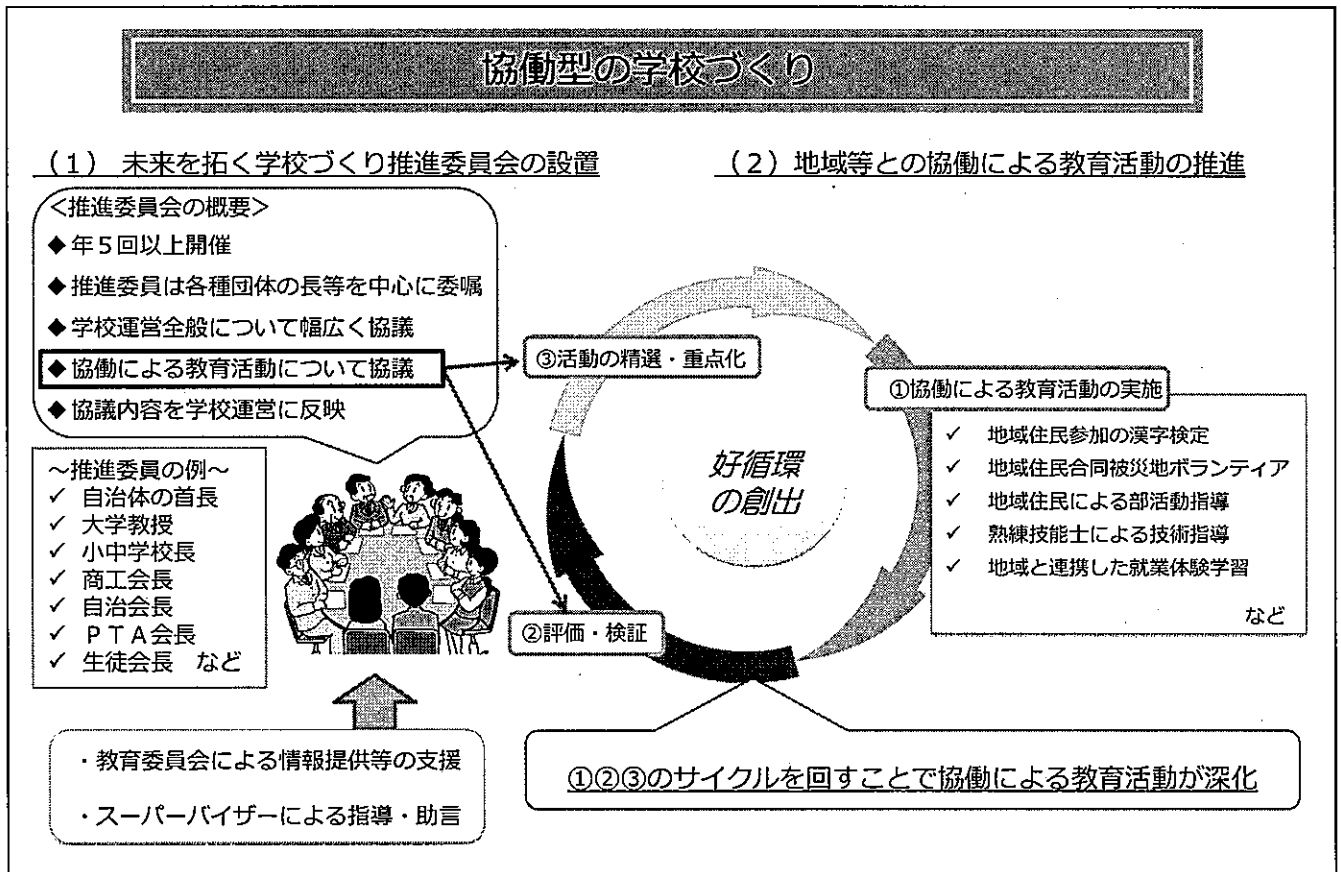 協働型の学校づくり
(1) 未来を拓く学校づくり推進委員会の設置
<推進委員会の概要>
◆年5回以上開催
◆推進委員は各種団体の長等を中心に委嘱
◆学校運営全般について幅広く協議
◆協働による教育活動について協議
◆協議内容を学校運営に反映
~推進委員の例~
✓ 自治体の首長
✓ 大学教授
✓ 小中学校長
✓ 商工会長
✓ 自治会長
✓ PTA会長
✓ 生徒会長 など
・教育委員会による情報提供等の支援
・スーパーバイザーによる指導・助言
(2) 地域等との協働による教育活動の推進
③活動の精選・重点化
①協働による教育活動の実施
✓ 地域住民参加の漢字検定
✓ 地域住民合同被災地ボランティア
✓ 地域住民による部活動指導
✓ 熟練技能士による技術指導
✓ 地域と連携した就業体験学習
など
好循環
の創出
②評価・検証
①②③のサイクルを回すことで協働による教育活動が深化